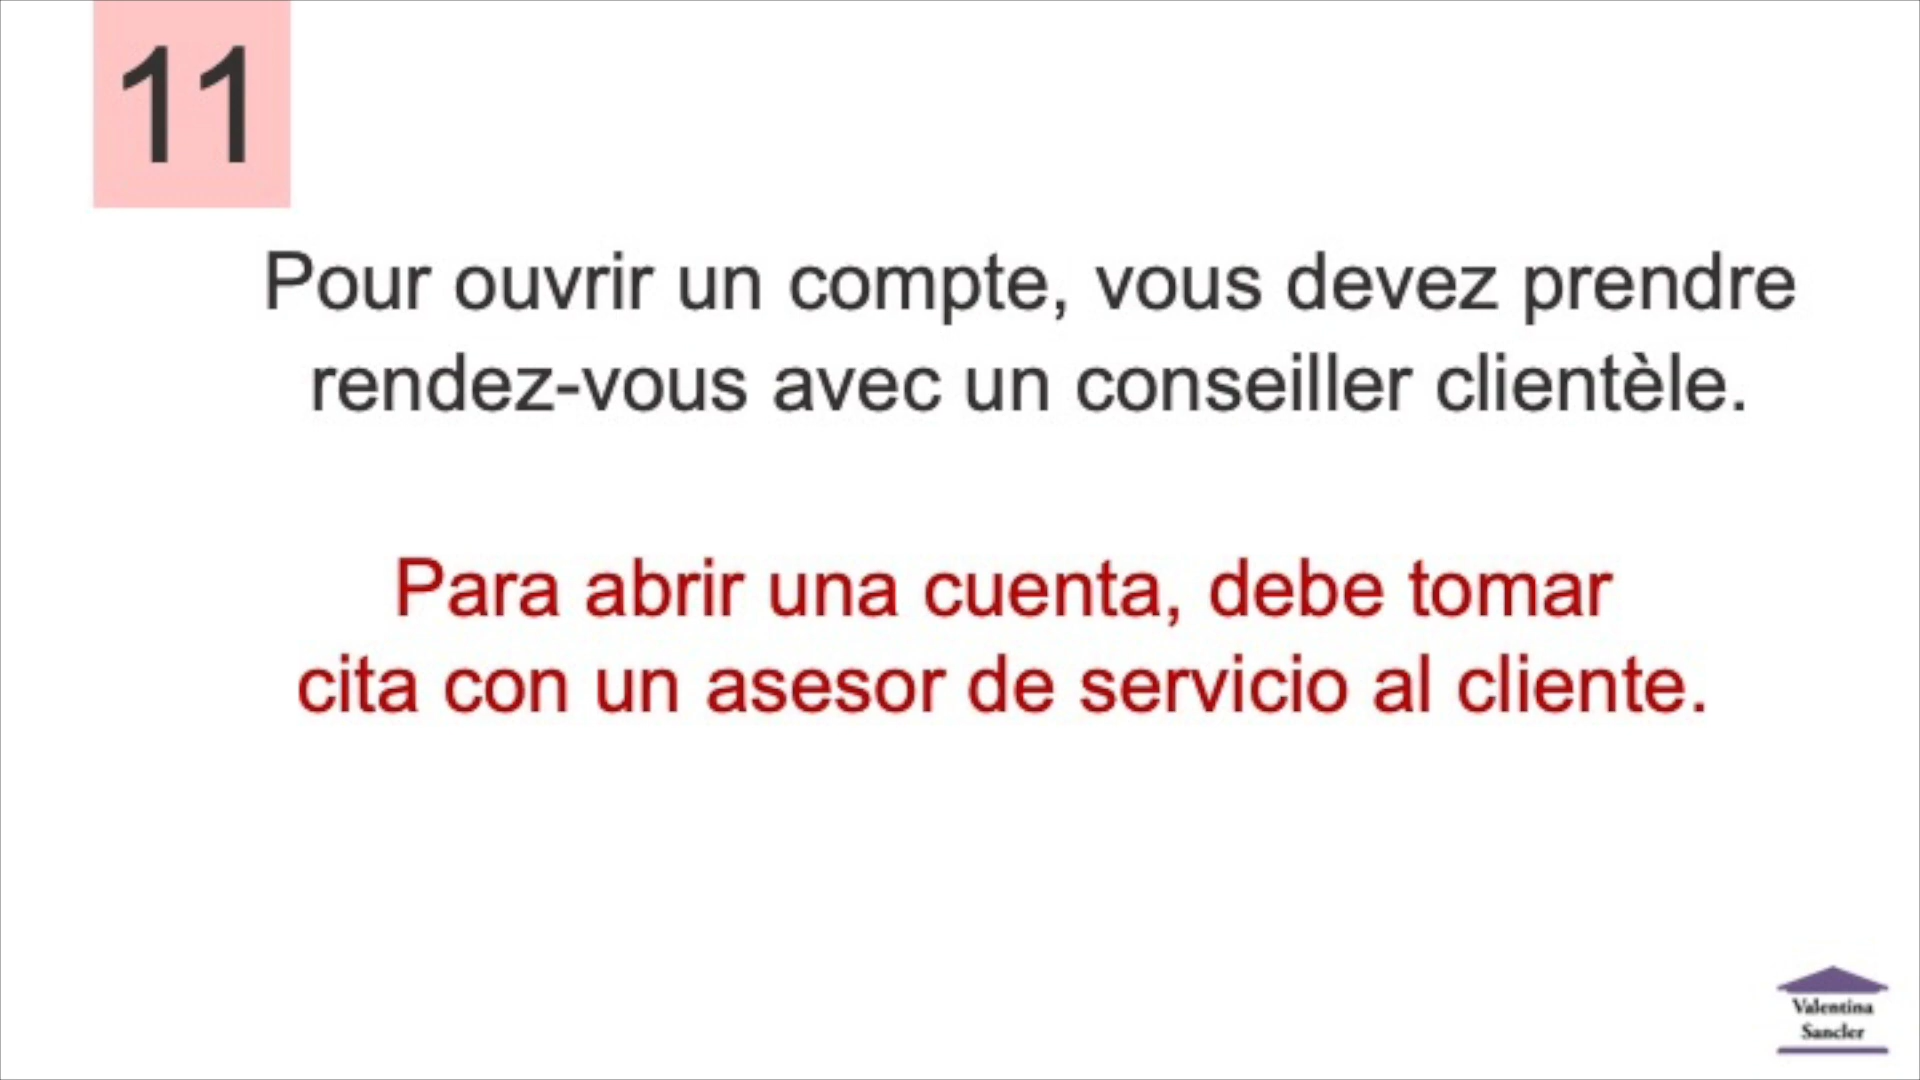 11
Pour ouvrir un compte, vous devez prendre
rendez-vous avec un conseiller clientèle.
Para abrir una cuenta, debe tomar
cita con un asesor de servicio al cliente.
Valentina
Sancler